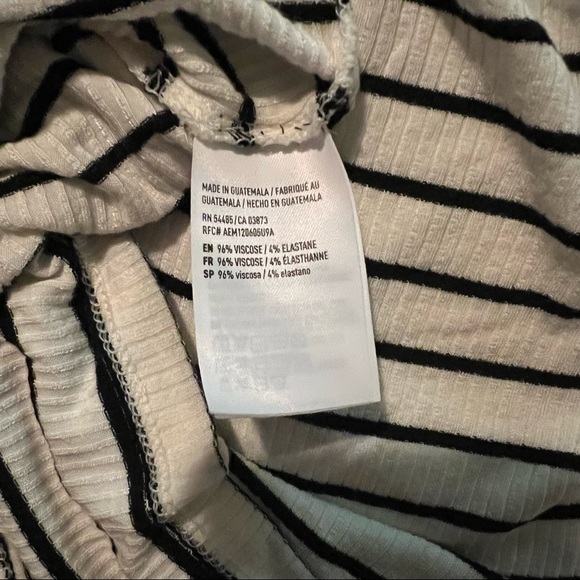 MADE IN GUATEMALA / FABRIQUÉ AU
GUATEMALA / HECHO EN GUATEMALA
RN 54485 / CA 03873
RFC# AEM120605U9A
EN 96% VISCOSE / 4% ELASTANE
FR 96% VISCOSE / 4% ÉLASTHANNE
SP 96% viscosa / 4% elastano